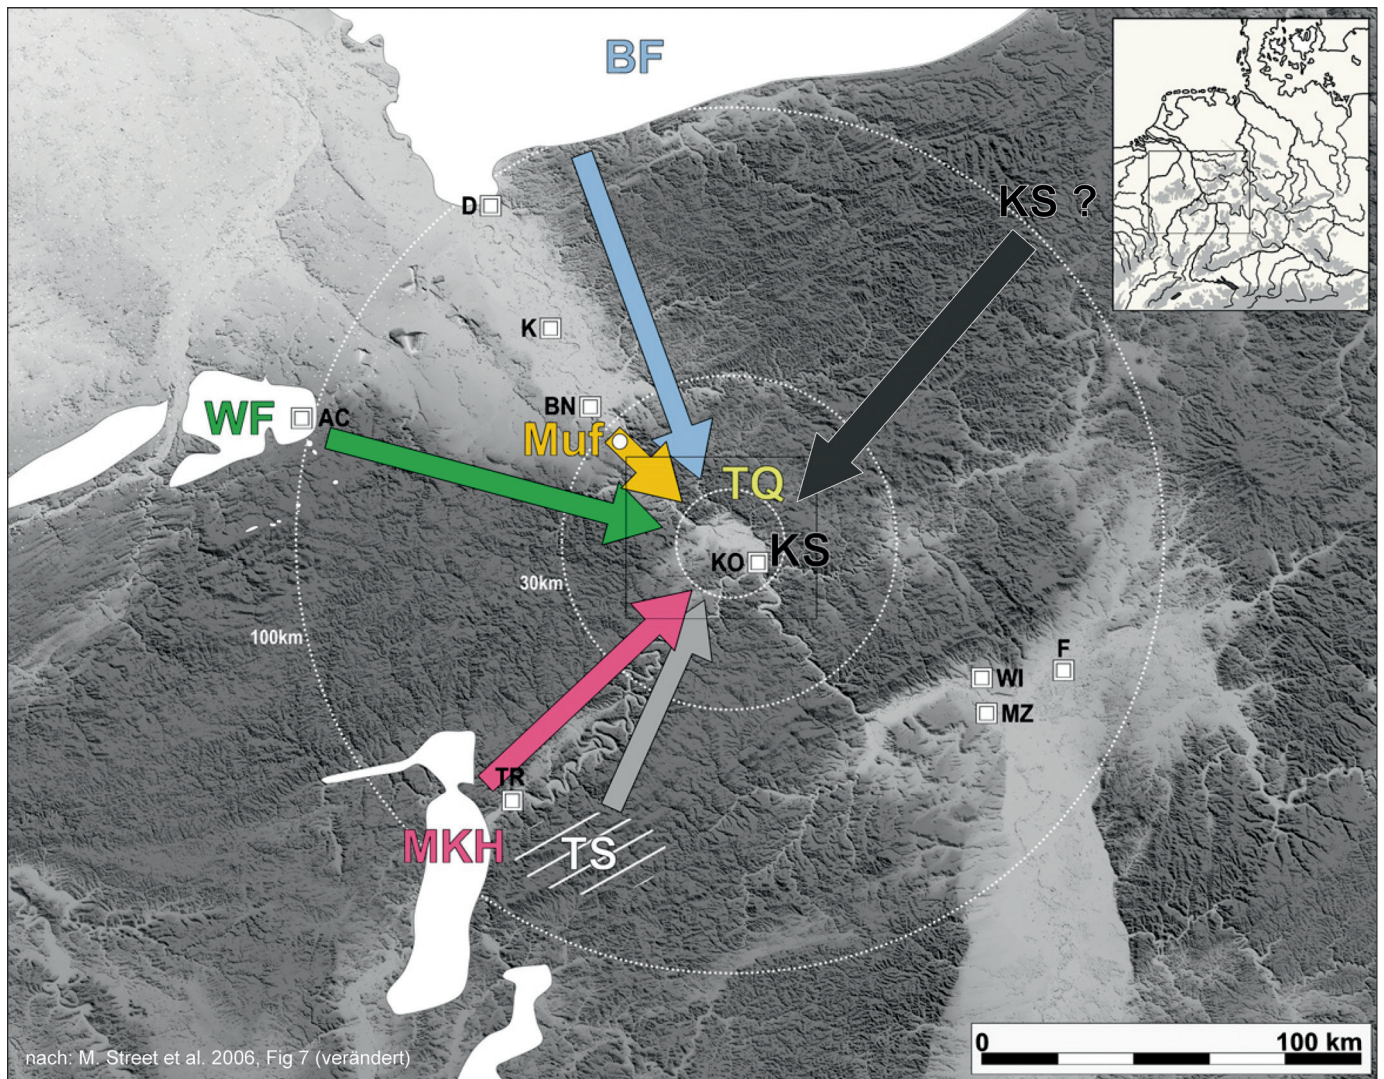 BF
KS ?
D
K
BN
WF
AC
Muf
TQ
KO
KS
30km
100km
F
WI
MZ
TR
MKH
TS
0
100 km
nach: M. Street et al. 2006, Fig 7 (verändert)